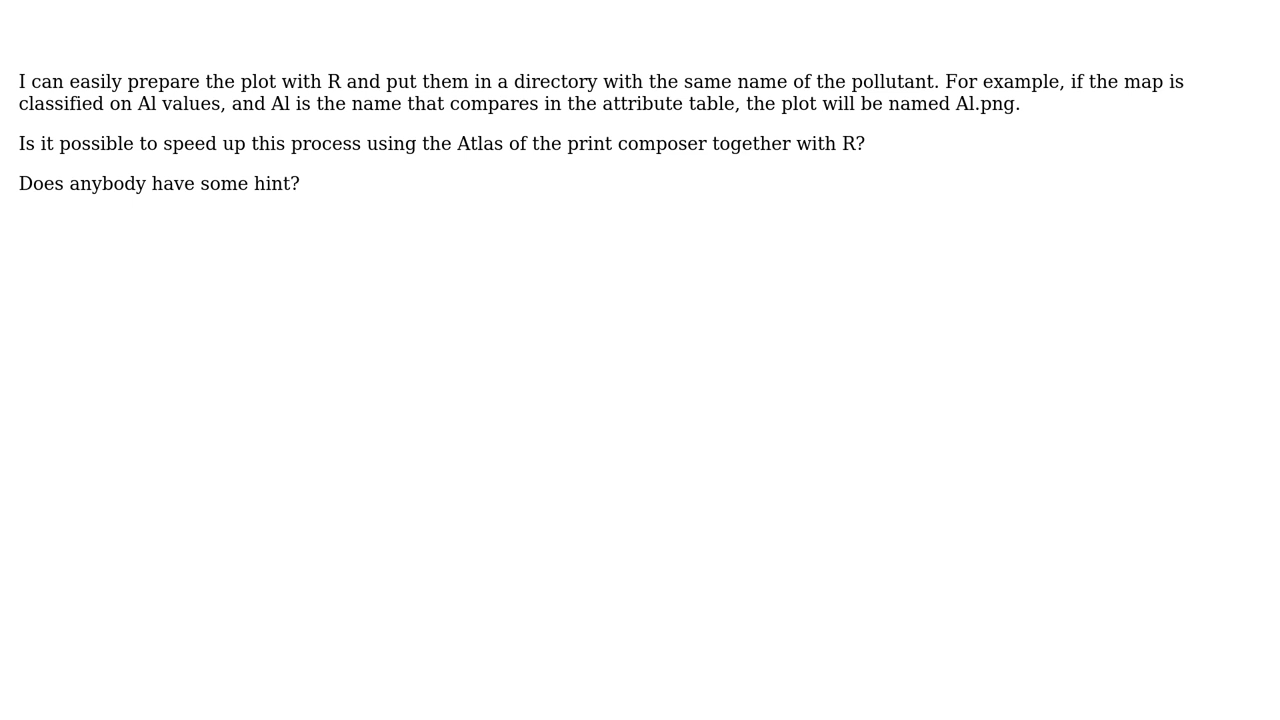 I can easily prepare the plot with R and put them in a directory with the same name of the pollutant. For example, if the map is
classified on Al values, and Al is the name that compares in the attribute table, the plot will be named Al.png.
Is it possible to speed up this process using the Atlas of the print composer together with R?
Does anybody have some hint?